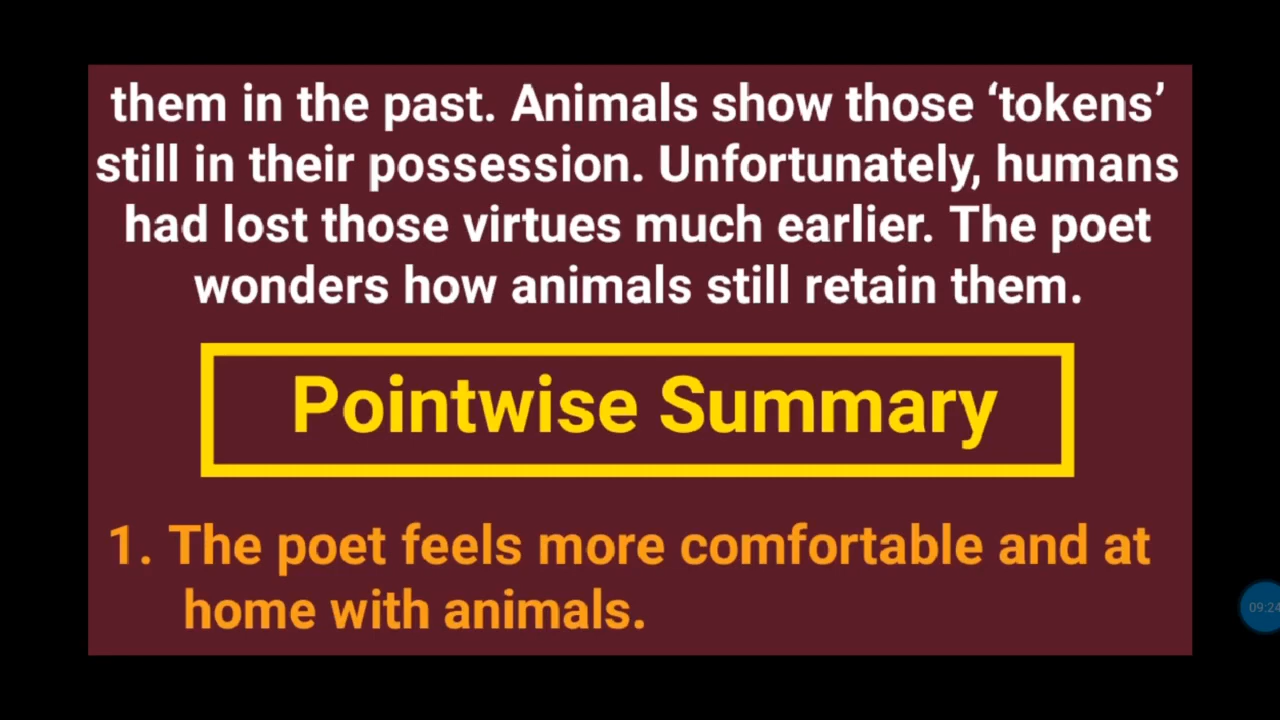 them in the past. Animals show those ‘tokens’
still in their possession. Unfortunately, humans
had lost those virtues much earlier. The poet
wonders how animals still retain them.
Pointwise Summary
1. The poet feels more comfortable and at
home with animals.
09:24